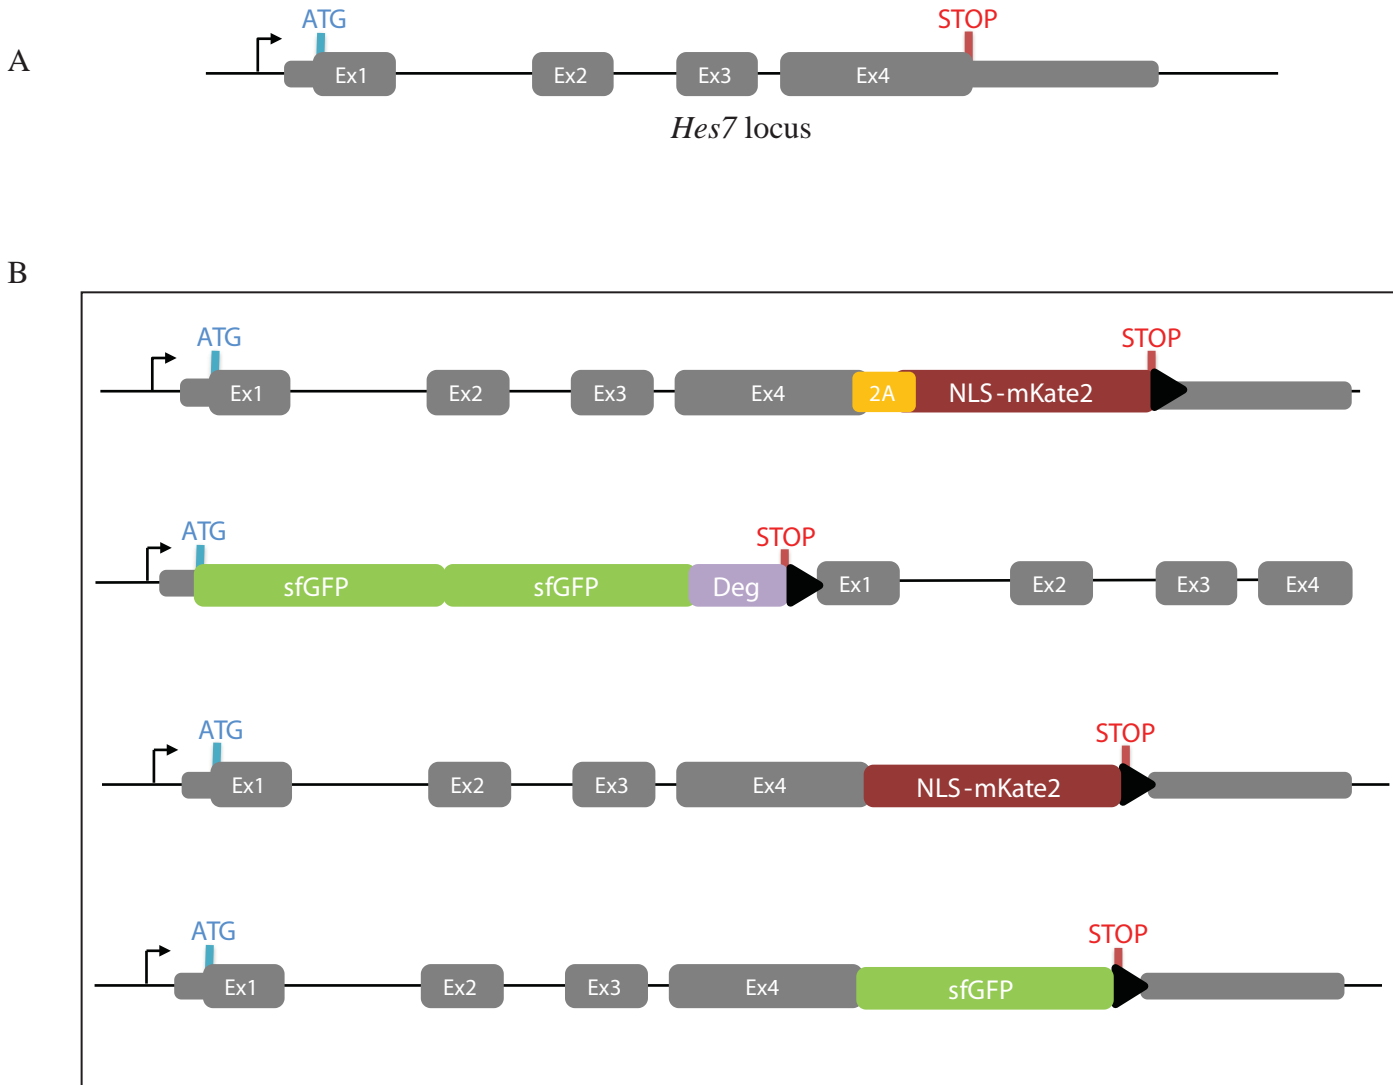 A
ATG
STOP
Ex1
Ex2
Ex3
Ex4
Hes7 locus
B
ATG
STOP
Ex1
Ex2
Ex3
Ex4
2A
NLS-mKate2
ATG
STOP
sfGFP
sfGFP
Deg
Ex1
Ex2
Ex3
Ex4
ATG
STOP
Ex1
Ex2
Ex3
Ex4
NLS-mKate2
ATG
STOP
Ex1
Ex2
Ex3
Ex4
sfGFP